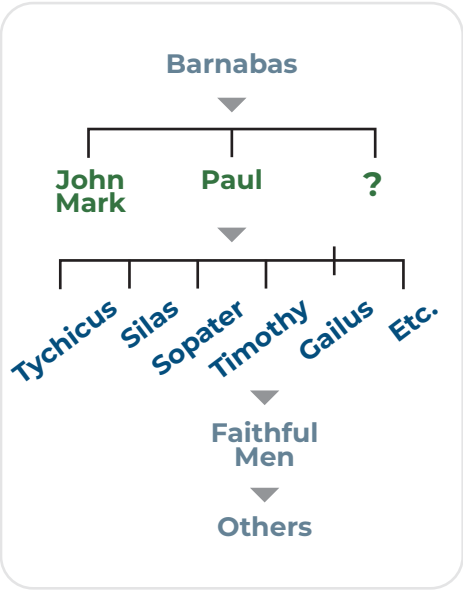 Barnabas
John
Mark
Paul
?
Tychicus
Silas
Sopater
Timothy
Gailus
Etc.
Faithful
Men
Others